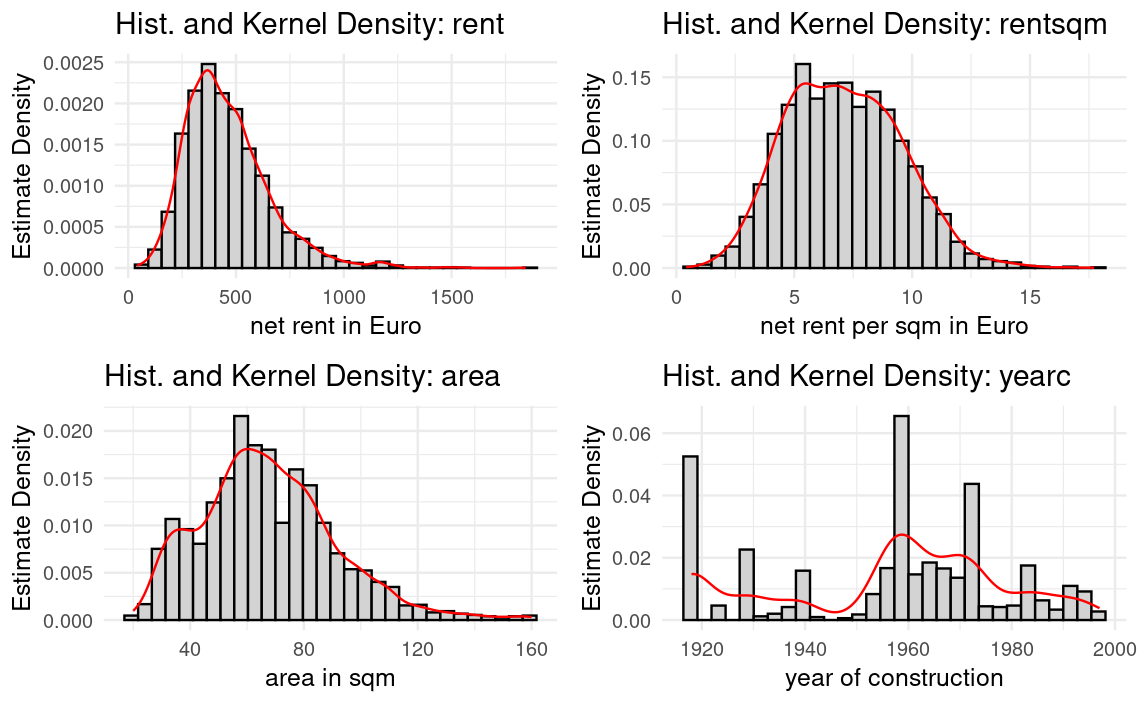 Hist. and Kernel Density: rent
Estimate Density
0.0025
0.0020
0.0015
0.0010
0.0005
0.0000
0 500 1000 1500
net rent in Euro
Hist. and Kernel Density: rentsqm
Estimate Density
0.15
0.10
0.05
0.00
0 5 10 15
net rent per sqm in Euro
Hist. and Kernel Density: area
Estimate Density
0.020
0.015
0.010
0.005
0.000
40 80 120 160
area in sqm
Hist. and Kernel Density: yearc
Estimate Density
0.06
0.04
0.02
0.00
1920 1940 1960 1980 2000
year of construction